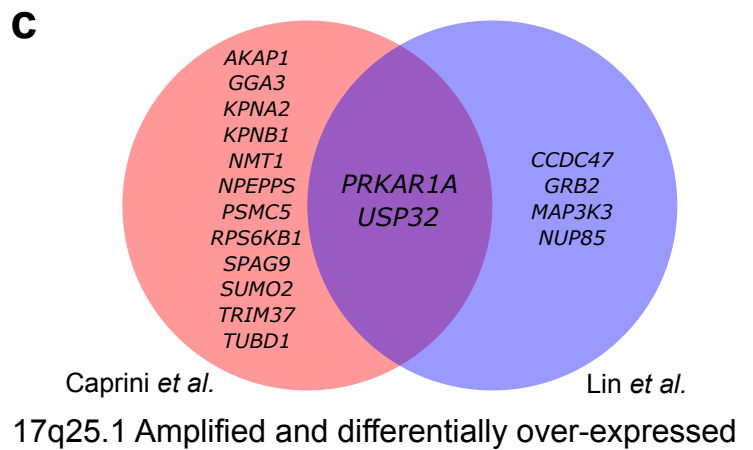 c
AKAP1
GGA3
KPNA2
KPNB1
NMT1
NPEPPS
PSMC5
RPS6KB1
SPAG9
SUMO2
TRIM37
TUBD1
PRKAR1A
USP32
CCDC47
GRB2
MAP3K3
NUP85
Caprini et al.
Lin et al.
17q25.1 Amplified and differentially over-expressed